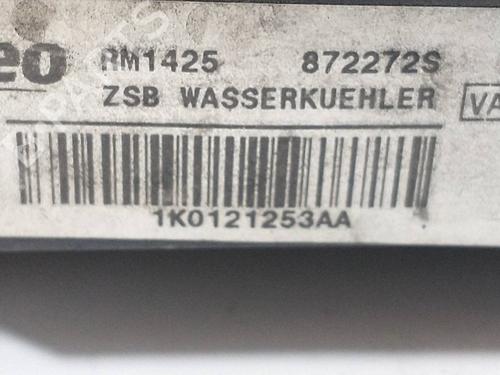 eo RM1425 872272S
ZSB WASSERKUEHLER VA
1K0121253AA